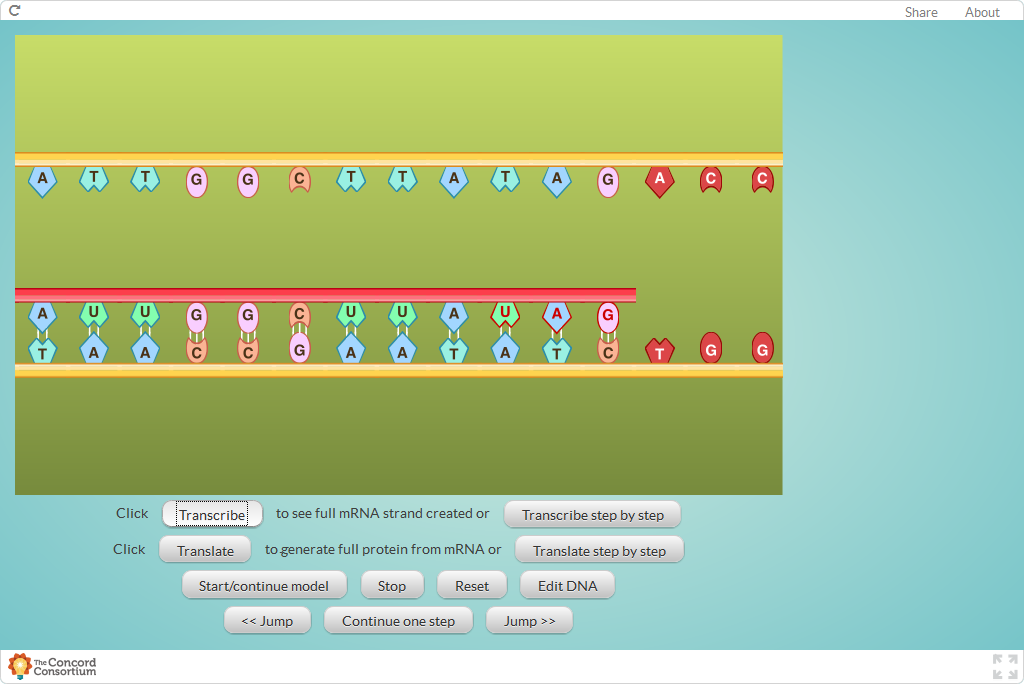 Share About
A T T G G C T T A T A G A C C
A U U G G C U U A U A G
T A A C C G A A T A T C T G G
Click Transcribe to see full mRNA strand created or Transcribe step by step
Click Translate to generate full protein from mRNA or Translate step by step
Start/continue model Stop Reset Edit DNA
<< Jump Continue one step Jump >>
The Concord
Consortium